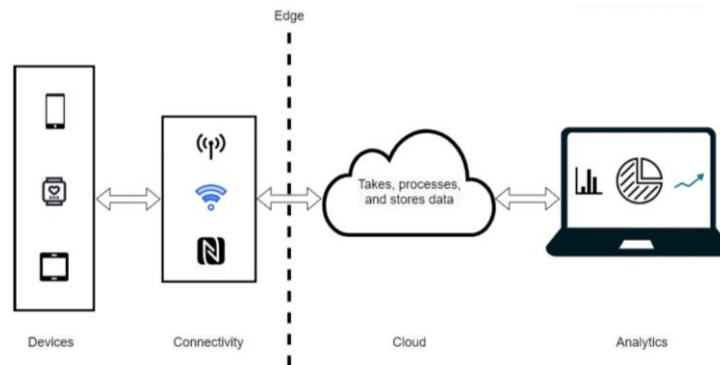 Edge
Takes, processes,
and stores data
Devices
Connectivity
Cloud
Analytics